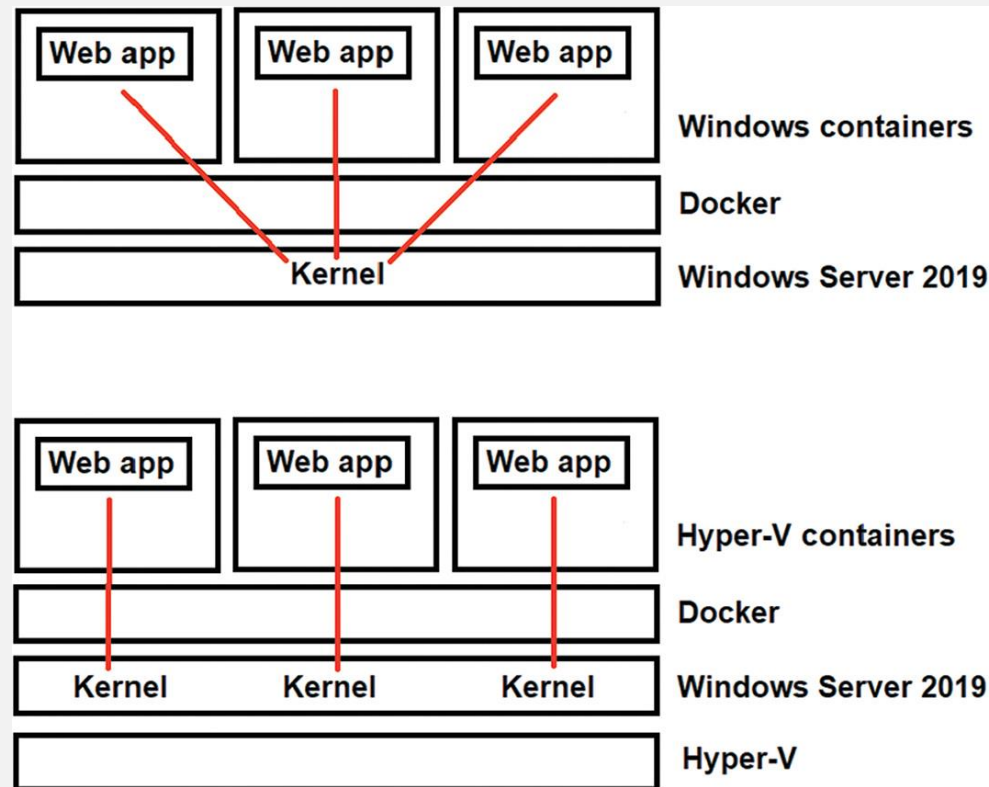 Web app Web app Web app
Windows containers
Docker
Kernel Windows Server 2019
Web app Web app Web app
Hyper-V containers
Docker
Kernel Kernel Kernel Windows Server 2019
Hyper-V